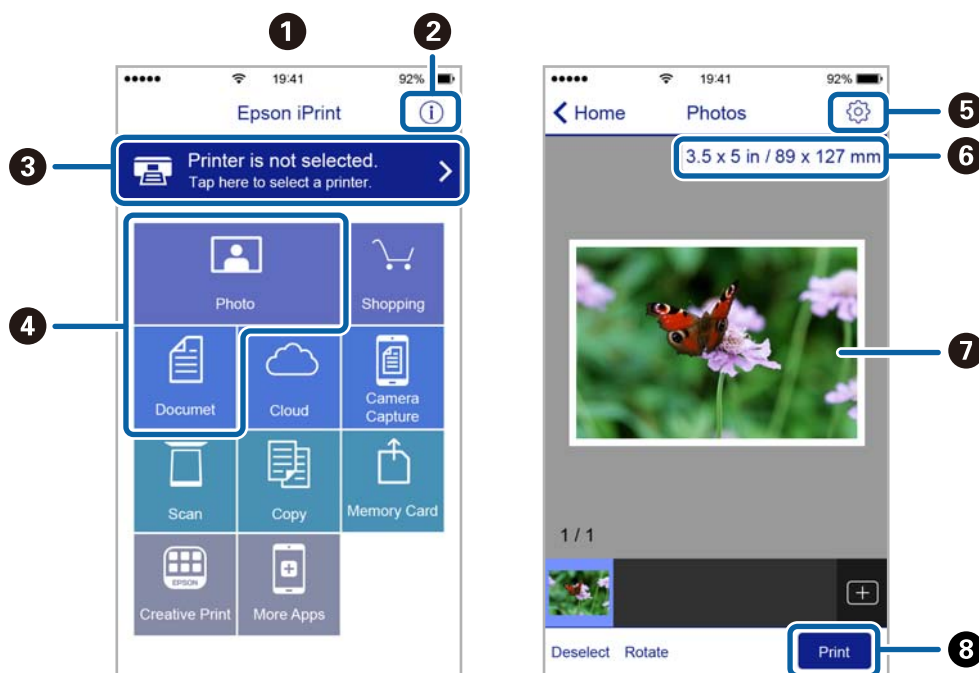 1
2
19:41 92%
Epson iPrint
3
Printer is not selected.
Tap here to select a printer.
4
Photo
Shopping
Documet
Cloud
Camera
Capture
Scan
Copy
Memory Card
EPSON
Creative Print
More Apps
19:41 92%
Home Photos
5
3.5 x 5 in / 89 x 127 mm
6
7
1 / 1
Deselect Rotate Print
8